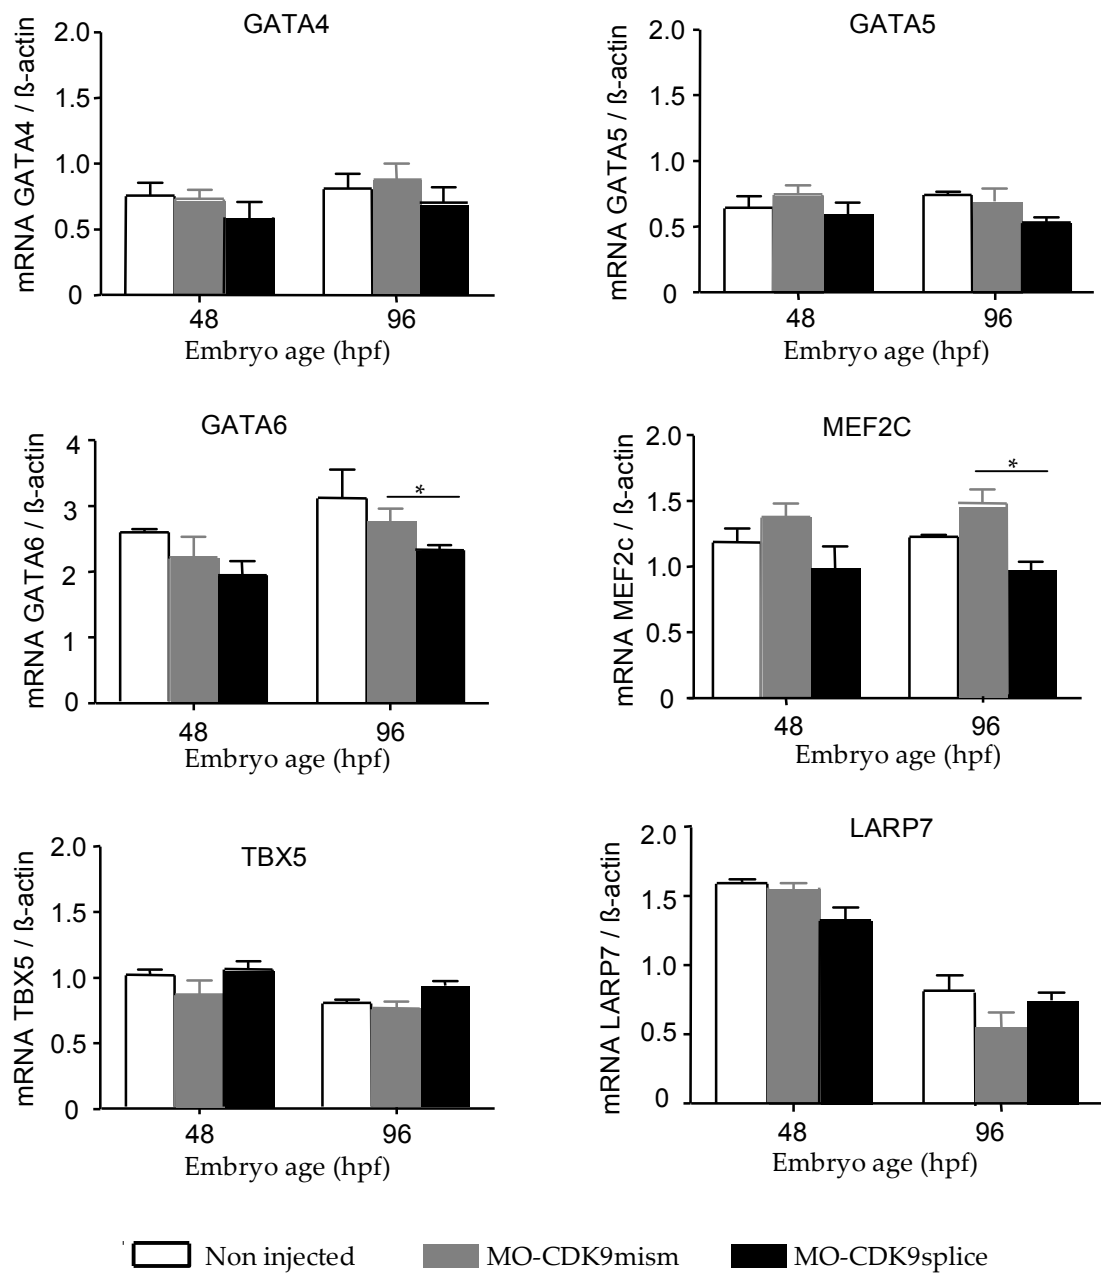 GATA4
mRNA GATA4 / ß-actin
2.0
1.5
1.0
0.5
0
48
96
Embryo age (hpf)
GATA5
mRNA GATA5 / ß-actin
2.0
1.5
1.0
0.5
0
48
96
Embryo age (hpf)
GATA6
mRNA GATA6 / ß-actin
4
3
2
1
0
*
48
96
Embryo age (hpf)
MEF2C
mRNA MEF2c / ß-actin
2.0
1.5
1.0
0.5
0
*
48
96
Embryo age (hpf)
TBX5
mRNA TBX5 / ß-actin
2.0
1.5
1.0
0.5
0
48
96
Embryo age (hpf)
LARP7
mRNA LARP7 / ß-actin
2.0
1.5
1.0
0.5
0
48
96
Embryo age (hpf)
Non injected
MO-CDK9mism
MO-CDK9splice